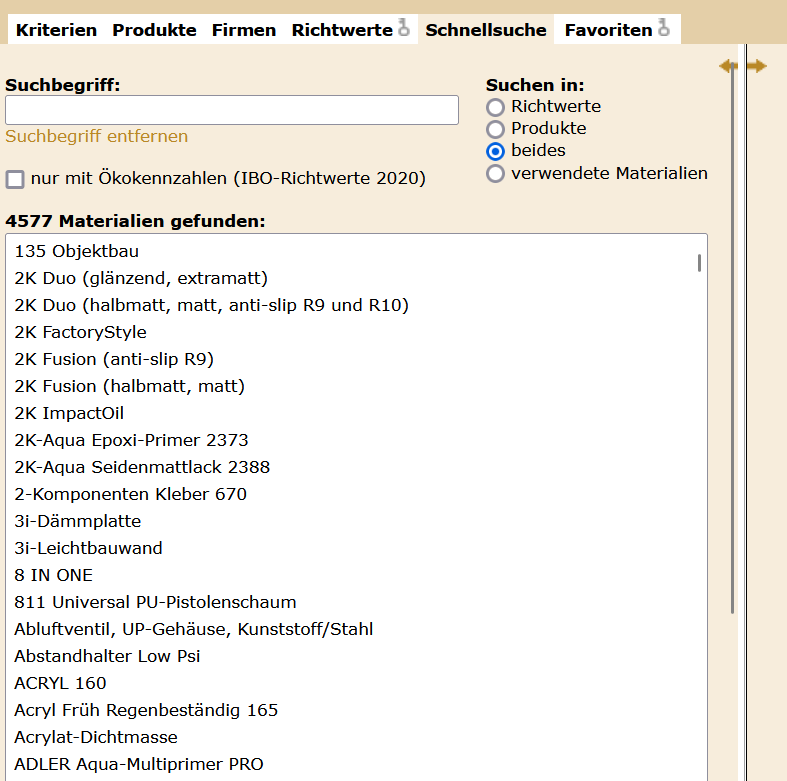 Kriterien Produkte Firmen Richtwerte Schnellsuche Favoriten
Suchbegriff:
Suchbegriff entfernen
nur mit Ökokennzahlen (IBO-Richtwerte 2020)
Suchen in:
Richtwerte
Produkte
beides
verwendete Materialien
4577 Materialien gefunden:
135 Objektbau
2K Duo (glänzend, extramatt)
2K Duo (halbmatt, matt, anti-slip R9 und R10)
2K FactoryStyle
2K Fusion (anti-slip R9)
2K Fusion (halbmatt, matt)
2K ImpactOil
2K-Aqua Epoxi-Primer 2373
2K-Aqua Seidenmattlack 2388
2-Komponenten Kleber 670
3i-Dämmplatte
3i-Leichtbauwand
8 IN ONE
811 Universal PU-Pistolenschaum
Abluftventil, UP-Gehäuse, Kunststoff/Stahl
Abstandhalter Low Psi
ACRYL 160
Acryl Früh Regenbeständig 165
Acrylat-Dichtmasse
ADLER Aqua-Multiprimer PRO